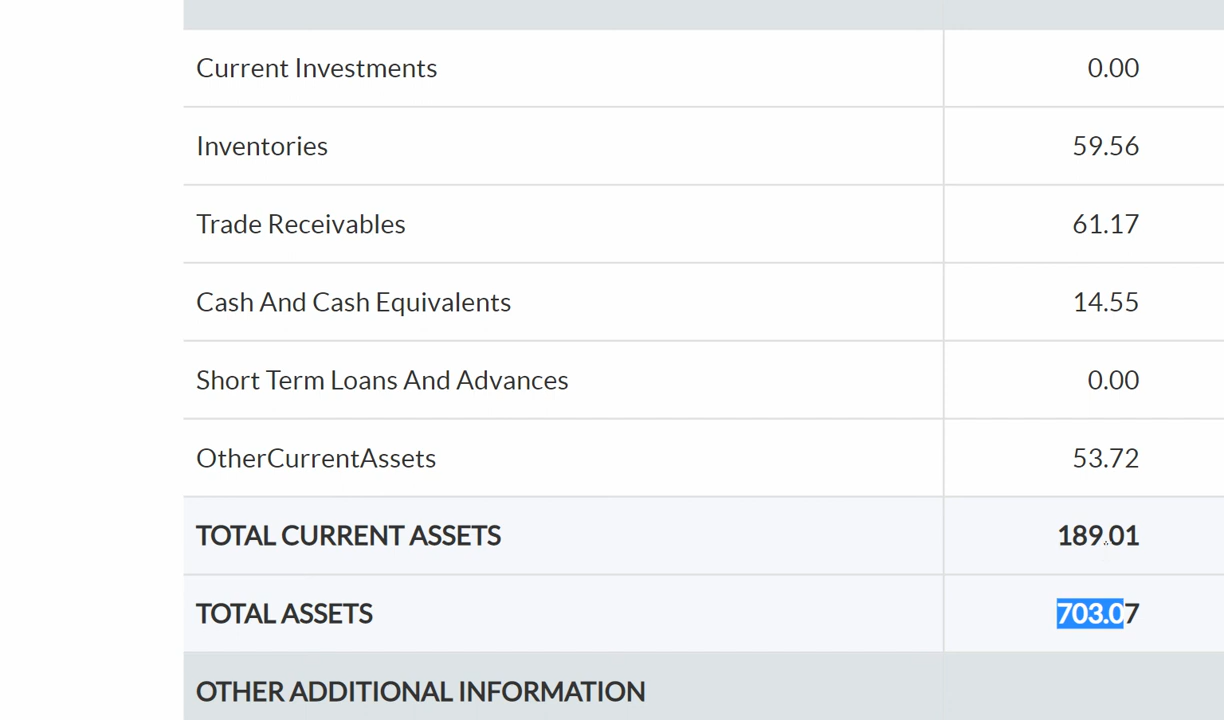 Current Investments 0.00
Inventories 59.56
Trade Receivables 61.17
Cash And Cash Equivalents 14.55
Short Term Loans And Advances 0.00
OtherCurrentAssets 53.72
TOTAL CURRENT ASSETS 189.01
TOTAL ASSETS 703.07
OTHER ADDITIONAL INFORMATION